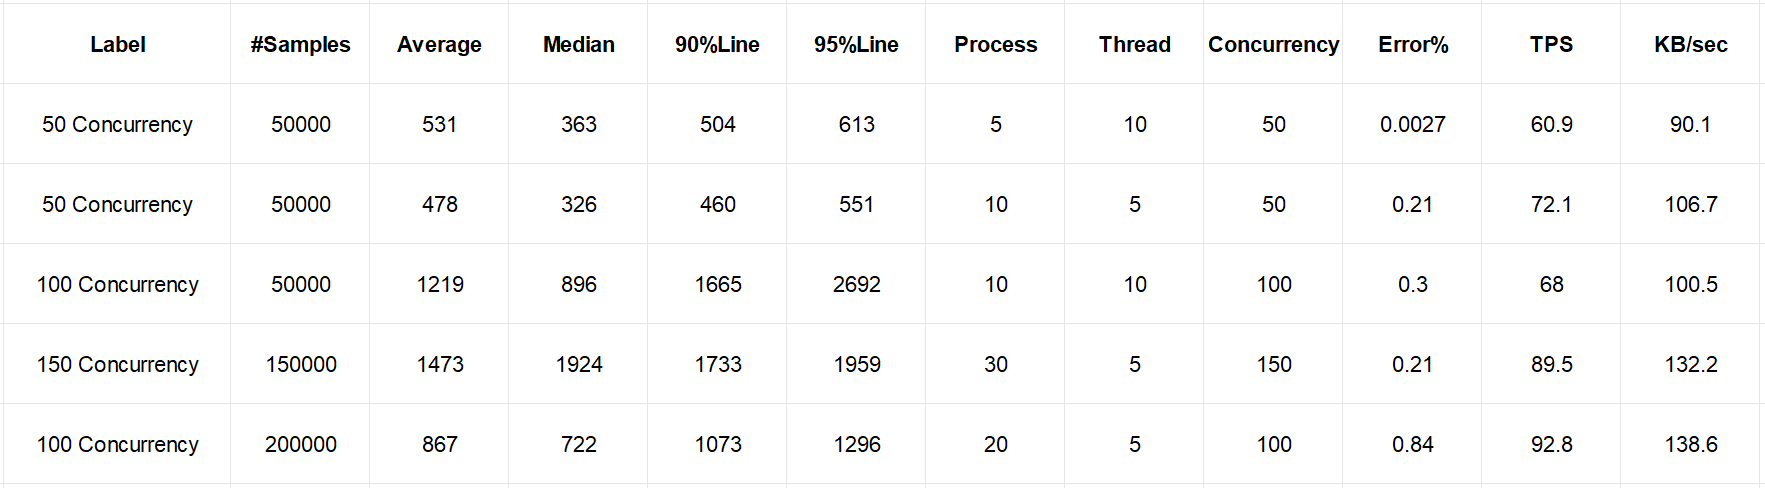 Label #Samples Average Median 90%Line 95%Line Process Thread Concurrency Error% TPS KB/sec
50 Concurrency 50000 531 363 504 613 5 10 50 0.0027 60.9 90.1
50 Concurrency 50000 478 326 460 551 10 5 50 0.21 72.1 106.7
100 Concurrency 50000 1219 896 1665 2692 10 10 100 0.3 68 100.5
150 Concurrency 150000 1473 1924 1733 1959 30 5 150 0.21 89.5 132.2
100 Concurrency 200000 867 722 1073 1296 20 5 100 0.84 92.8 138.6